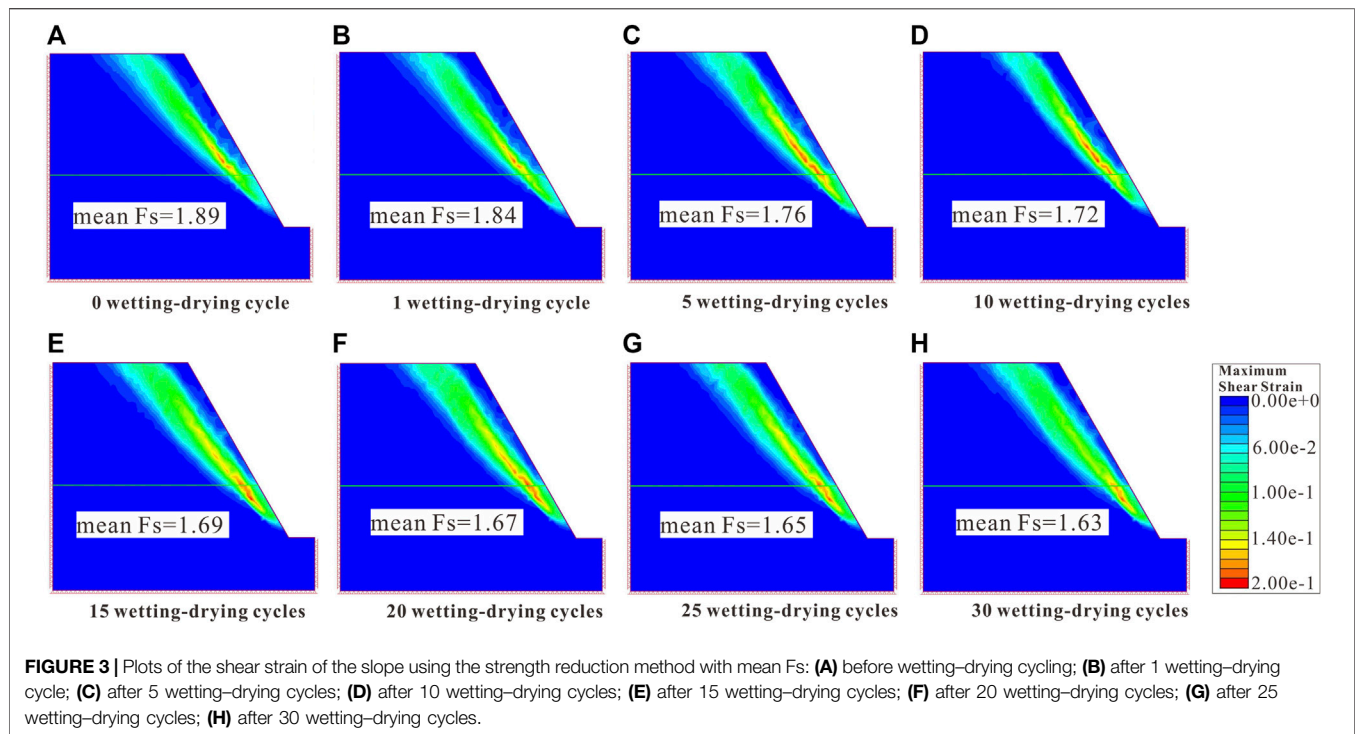 A
B
C
D
mean Fs=1.89
mean Fs=1.84
mean Fs=1.76
mean Fs=1.72
0 wetting-drying cycle
1 wetting-drying cycle
5 wetting-drying cycles
10 wetting-drying cycles
E
F
G
H
mean Fs=1.69
mean Fs=1.67
mean Fs=1.65
mean Fs=1.63
15 wetting-drying cycles
20 wetting-drying cycles
25 wetting-drying cycles
30 wetting-drying cycles
Maximum
Shear Strain
0.00e+0
6.00e-2
1.00e-1
1.40e-1
2.00e-1
FIGURE 3 | Plots of the shear strain of the slope using the strength reduction method with mean Fs: (A) before wetting–drying cycling; (B) after 1 wetting–drying
cycle; (C) after 5 wetting–drying cycles; (D) after 10 wetting–drying cycles; (E) after 15 wetting–drying cycles; (F) after 20 wetting–drying cycles; (G) after 25
wetting–drying cycles; (H) after 30 wetting–drying cycles.